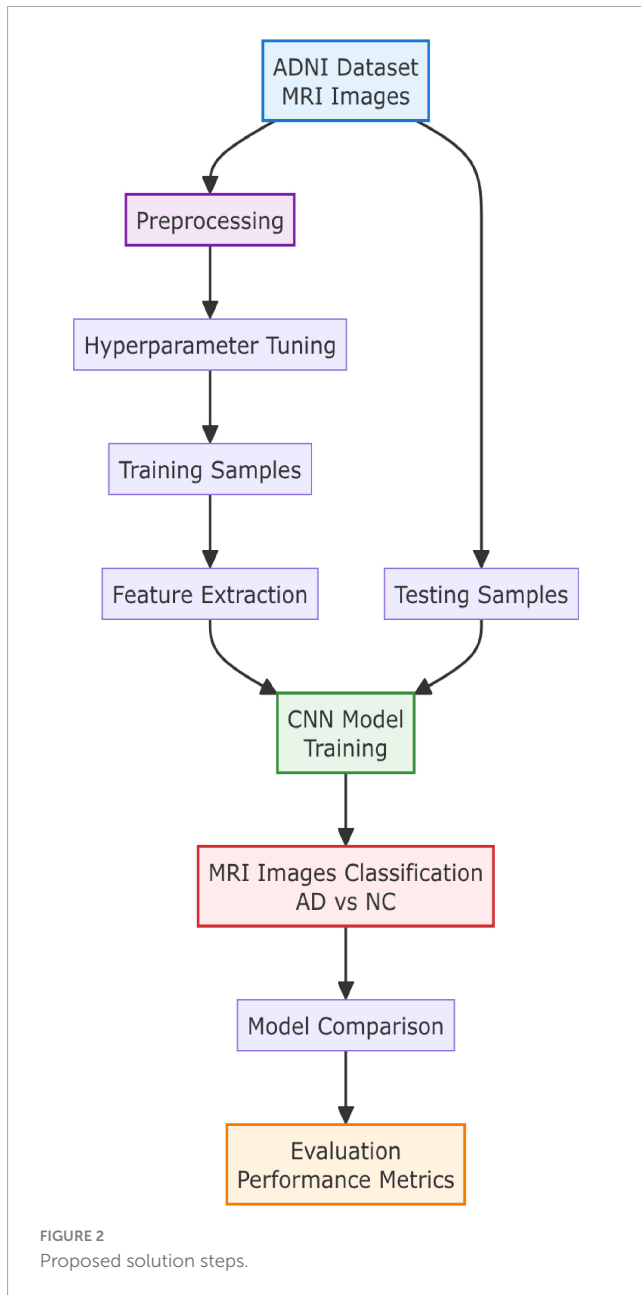 ADNI Dataset
MRI Images
Preprocessing
Hyperparameter Tuning
Training Samples
Feature Extraction
Testing Samples
CNN Model
Training
MRI Images Classification
AD vs NC
Model Comparison
Evaluation
Performance Metrics
FIGURE 2
Proposed solution steps.